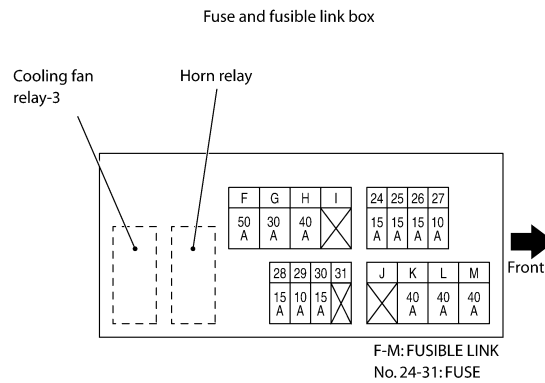 Fuse and fusible link box
Cooling fan
relay-3
Horn relay
F G H I 24 25 26 27
50 A 30 A 40 A 15 A 15 A 15 A 10 A
Front
28 29 30 31 J K L M
15 A 10 A 15 A 40 A 40 A 40 A
F-M: FUSIBLE LINK
No. 24-31: FUSE